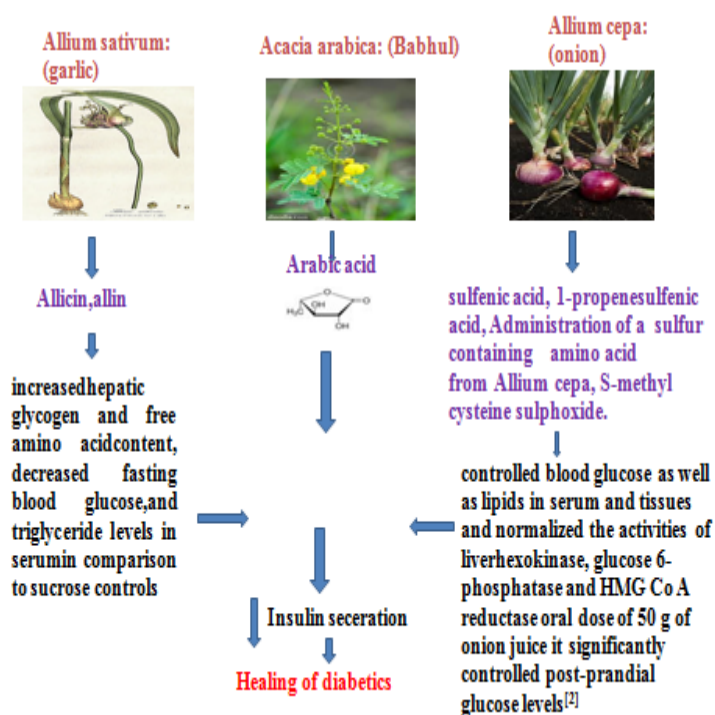 Allium sativum:
(garlic)
Allicin,allin
increasedhepatic
glycogen and free
amino acidcontent,
decreased fasting
blood glucose,and
triglyceride levels in
serumin comparison
to sucrose controls
Acacia arabica: (Babhul)
Arabic acid
O
O
OH
H₃C
OH
Allium cepa:
(onion)
sulfenic acid, 1-propenesulfenic
acid, Administration of a sulfur
containing amino acid
from Allium cepa, S-methyl
cysteine sulphoxide.
controlled blood glucose as well
as lipids in serum and tissues
and normalized the activities of
liverhexokinase, glucose 6-
phosphatase and HMG Co A
reductase oral dose of 50 g of
onion juice it significantly
controlled post-prandial
glucose levels[2]
Insulin seceration
Healing of diabetics